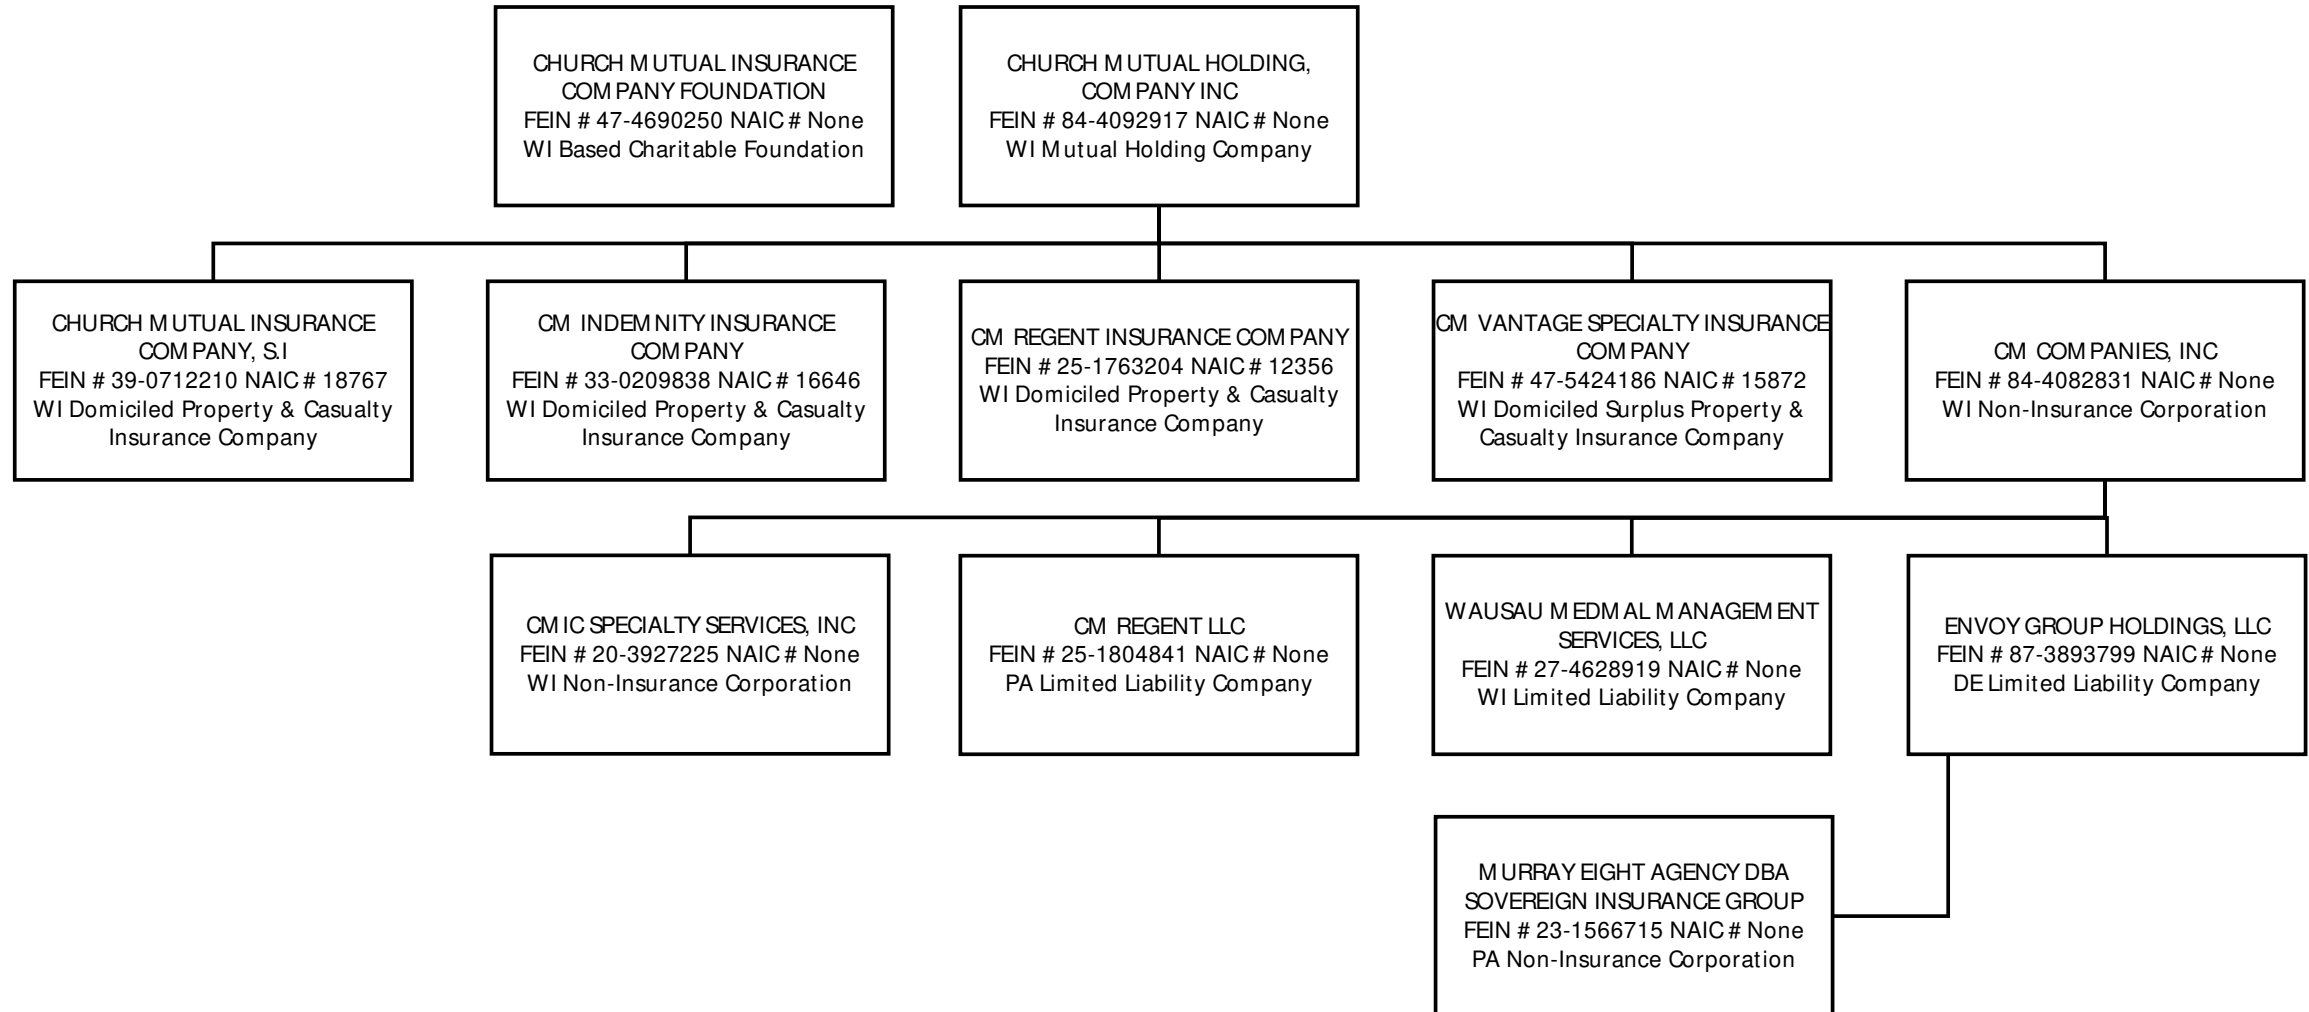 CHURCH MUTUAL INSURANCE
COMPANY FOUNDATION
FEIN # 47-4690250 NAIC # None
WI Based Charitable Foundation
CHURCH MUTUAL HOLDING,
COMPANY INC
FEIN # 84-4092917 NAIC # None
WI Mutual Holding Company
CHURCH MUTUAL INSURANCE
COMPANY, S.I
FEIN # 39-0712210 NAIC # 18767
WI Domiciled Property & Casualty
Insurance Company
CM INDEMNITY INSURANCE
COMPANY
FEIN # 33-0209838 NAIC # 16646
WI Domiciled Property & Casualty
Insurance Company
CM REGENT INSURANCE COMPANY
FEIN # 25-1763204 NAIC # 12356
WI Domiciled Property & Casualty
Insurance Company
CM VANTAGE SPECIALTY INSURANCE
COMPANY
FEIN # 47-5424186 NAIC # 15872
WI Domiciled Surplus Property &
Casualty Insurance Company
CM COMPANIES, INC
FEIN # 84-4082831 NAIC # None
WI Non-Insurance Corporation
CMIC SPECIALTY SERVICES, INC
FEIN # 20-3927225 NAIC # None
WI Non-Insurance Corporation
CM REGENT LLC
FEIN # 25-1804841 NAIC # None
PA Limited Liability Company
WAUSAU MEDMAL MANAGEMENT
SERVICES, LLC
FEIN # 27-4628919 NAIC # None
WI Limited Liability Company
ENVOY GROUP HOLDINGS, LLC
FEIN # 87-3893799 NAIC # None
DE Limited Liability Company
MURRAY EIGHT AGENCY DBA
SOVEREIGN INSURANCE GROUP
FEIN # 23-1566715 NAIC # None
PA Non-Insurance Corporation